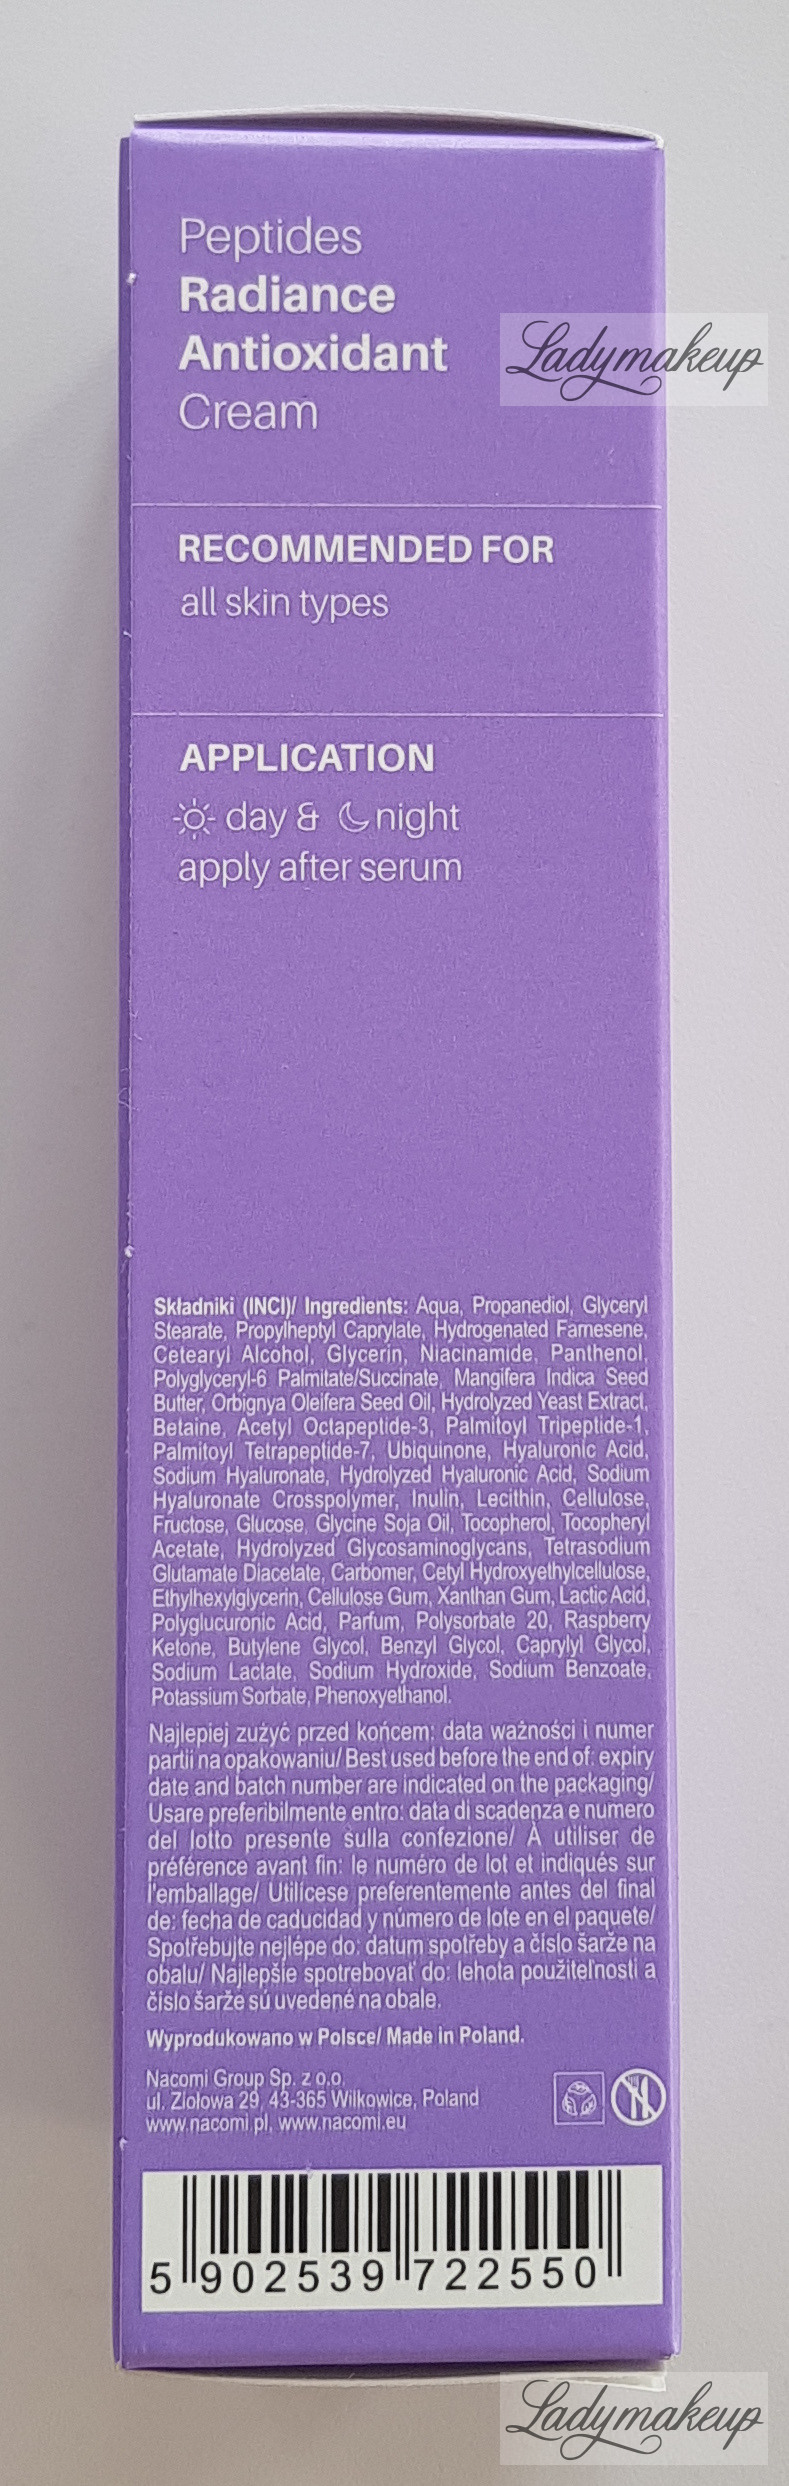 Peptides
Radiance
Antioxidant
Cream
Ladymakeup
RECOMMENDED FOR
all skin types
APPLICATION
day & night
apply after serum
Składniki (INCI)/ Ingredients: Aqua, Propanediol, Glyceryl
Stearate, Propylheptyl Caprylate, Hydrogenated Farnesene,
Cetearyl Alcohol, Glycerin, Niacinamide, Panthenol,
Polyglyceryl-6 Palmitate/Succinate, Mangifera Indica Seed
Butter, Orbignya Oleifera Seed Oil, Hydrolyzed Yeast Extract,
Betaine, Acetyl Octapeptide-3, Palmitoyl Tripeptide-1,
Palmitoyl Tetrapeptide-7, Ubiquinone, Hyaluronic Acid,
Sodium Hyaluronate, Hydrolyzed Hyaluronic Acid, Sodium
Hyaluronate Crosspolymer, Inulin, Lecithin, Cellulose,
Fructose, Glucose, Glycine Soja Oil, Tocopherol, Tocopheryl
Acetate, Hydrolyzed Glycosaminoglycans, Tetrasodium
Glutamate Diacetate, Carbomer, Cetyl Hydroxyethylcellulose,
Ethylhexylglycerin, Cellulose Gum, Xanthan Gum, Lactic Acid,
Polyglucuronic Acid, Parfum, Polysorbate 20, Raspberry
Ketone, Butylene Glycol, Benzyl Glycol, Caprylyl Glycol,
Sodium Lactate, Sodium Hydroxide, Sodium Benzoate,
Potassium Sorbate, Phenoxyethanol.
Najlepiej zużyć przed końcem: data ważności i numer
partii na opakowaniu/ Best used before the end of: expiry
date and batch number are indicated on the packaging/
Usare preferibilmente entro: data di scadenza e numero
del lotto presente sulla confezione/ À utiliser de
préférence avant fin: le numéro de lot et indiqués sur
l'emballage/ Utilícese preferentemente antes del final
de: fecha de caducidad y número de lote en el paquete/
Spotřebujte nejlépe do: datum spotřeby a číslo šarže na
obalu/ Najlepšie spotrebovať do: lehota použiteľnosti a
číslo šarže sú uvedené na obale.
Wyprodukowano w Polsce/ Made in Poland.
Nacomi Group Sp. z o.o.
ul. Ziołowa 29, 43-365 Wilkowice, Poland
www.nacomi.pl, www.nacomi.eu
5 902539 722550
Ladymakeup